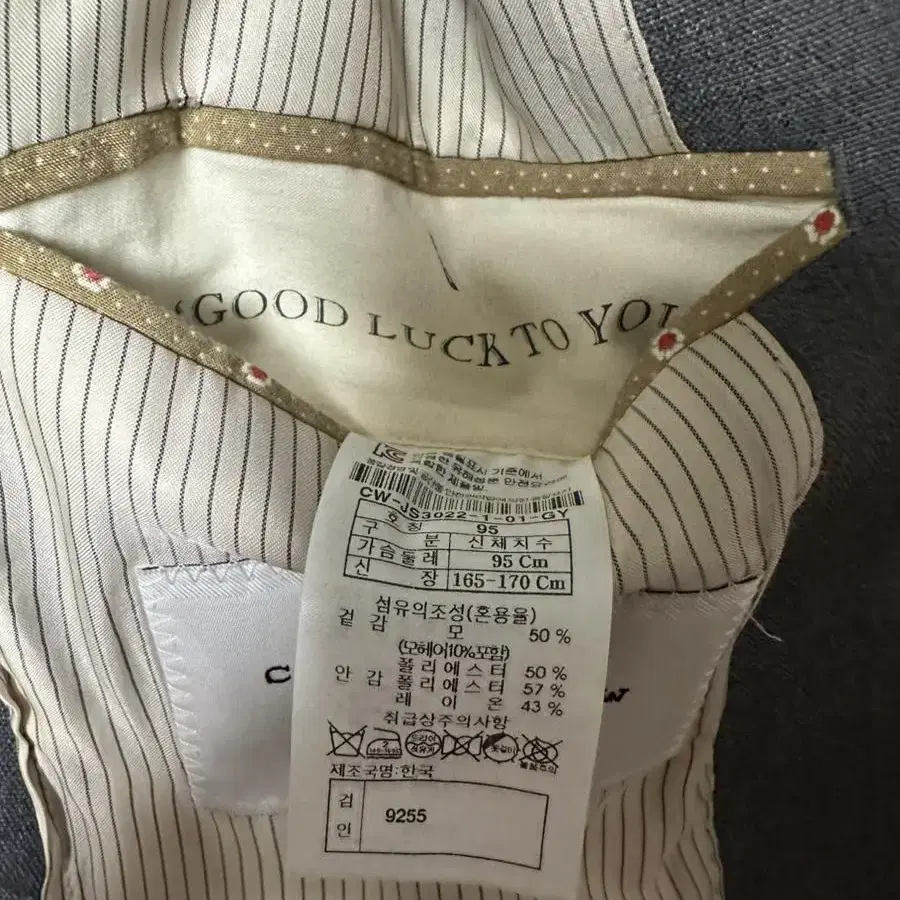 'GOOD LUCK TO YOU
CW-JS3022-1-01-GY
호 칭 95
구 분 신체치수
가슴둘레 95 Cm
신 장 165-170 Cm
섬유의조성(혼용율)
겉 감 모 50 %
(모헤어10%포함)
폴리에스터 50 %
안 감 폴리에스터 57 %
레 이 온 43 %
취급상주의사항
제조국명:한국
검 인 9255